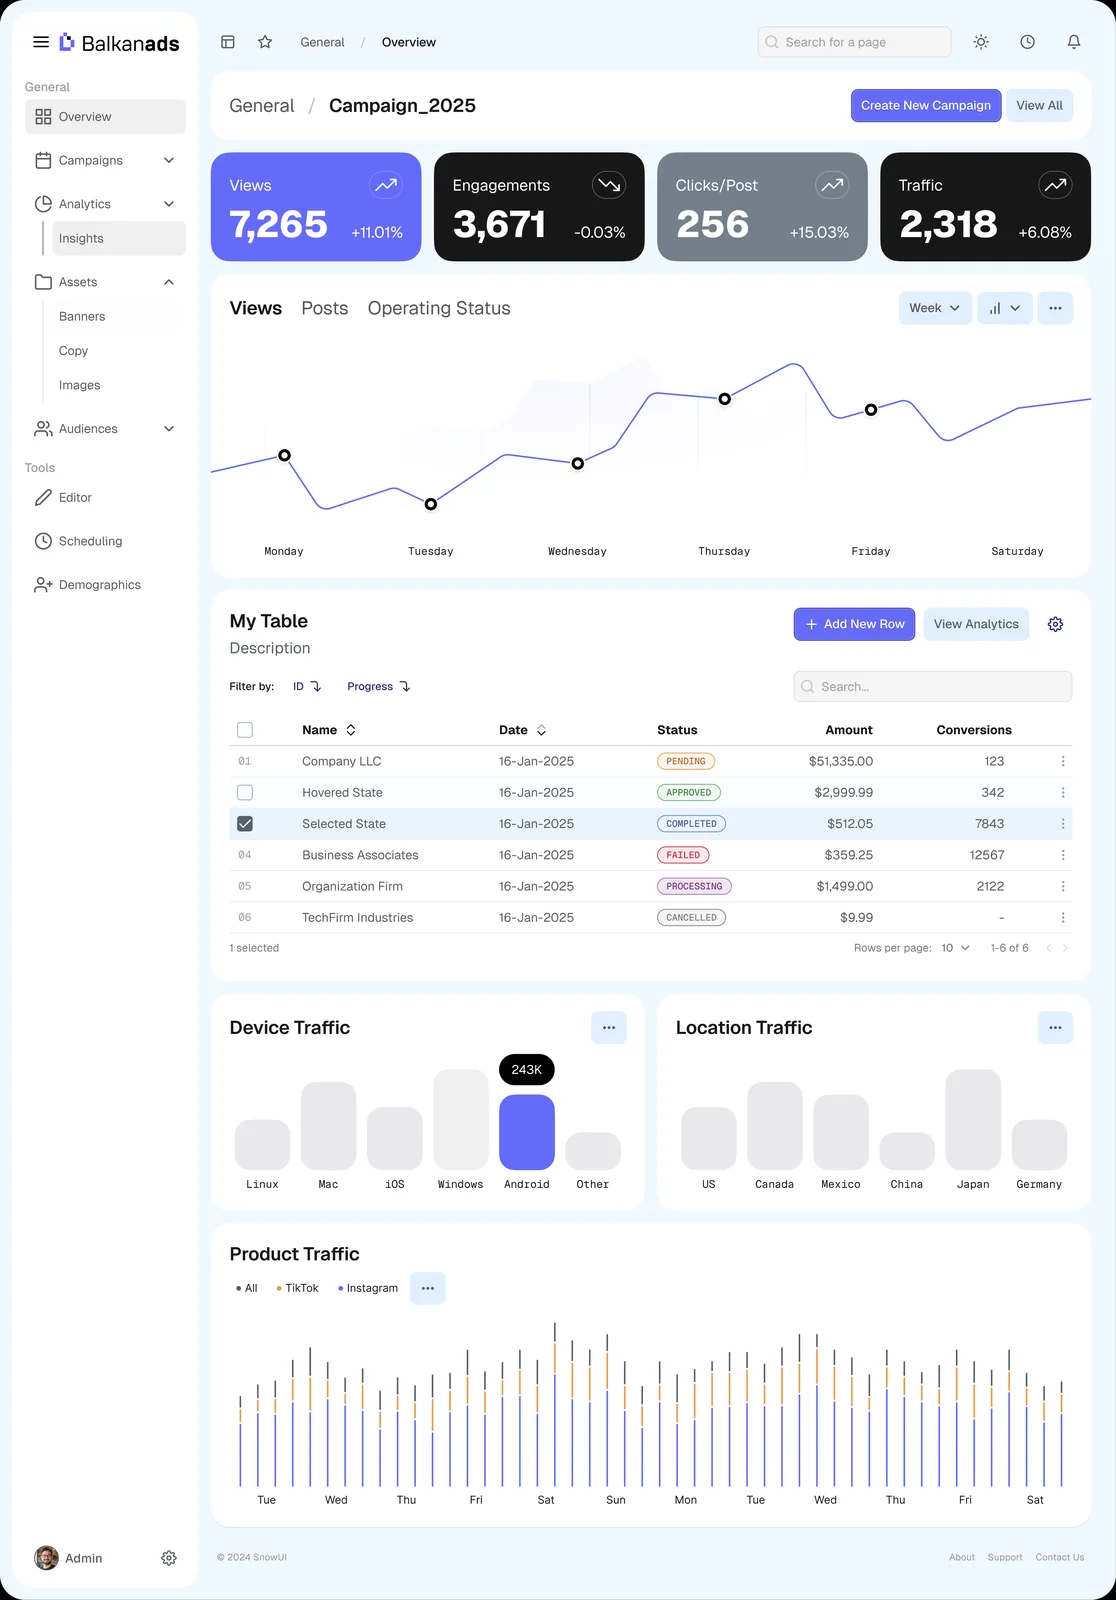 Balkanads
General / Overview
Search for a page
General
Overview
Campaigns
Analytics
Insights
Assets
Banners
Copy
Images
Audiences
Tools
Editor
Scheduling
Demographics
Admin
General / Campaign_2025
Create New Campaign
View All
Views
7,265
+11.01%
Engagements
3,671
-0.03%
Clicks/Post
256
+15.03%
Traffic
2,318
+6.08%
Views Posts Operating Status
Week
Monday Tuesday Wednesday Thursday Friday Saturday
My Table
Description
Add New Row
View Analytics
Filter by: ID Progress
Search...
Name Date Status Amount Conversions
01 Company LLC 16-Jan-2025 PENDING $51,335.00 123
Hovered State 16-Jan-2025 APPROVED $2,999.99 342
Selected State 16-Jan-2025 COMPLETED $512.05 7843
04 Business Associates 16-Jan-2025 FAILED $359.25 12567
05 Organization Firm 16-Jan-2025 PROCESSING $1,499.00 2122
06 TechFirm Industries 16-Jan-2025 CANCELLED $9.99 -
1 selected
Rows per page: 10 1-6 of 6
Device Traffic
243K
Linux Mac iOS Windows Android Other
Location Traffic
US Canada Mexico China Japan Germany
Product Traffic
All TikTok Instagram
Tue Wed Thu Fri Sat Sun Mon Tue Wed Thu Fri Sat
© 2024 SnowUI
About Support Contact Us